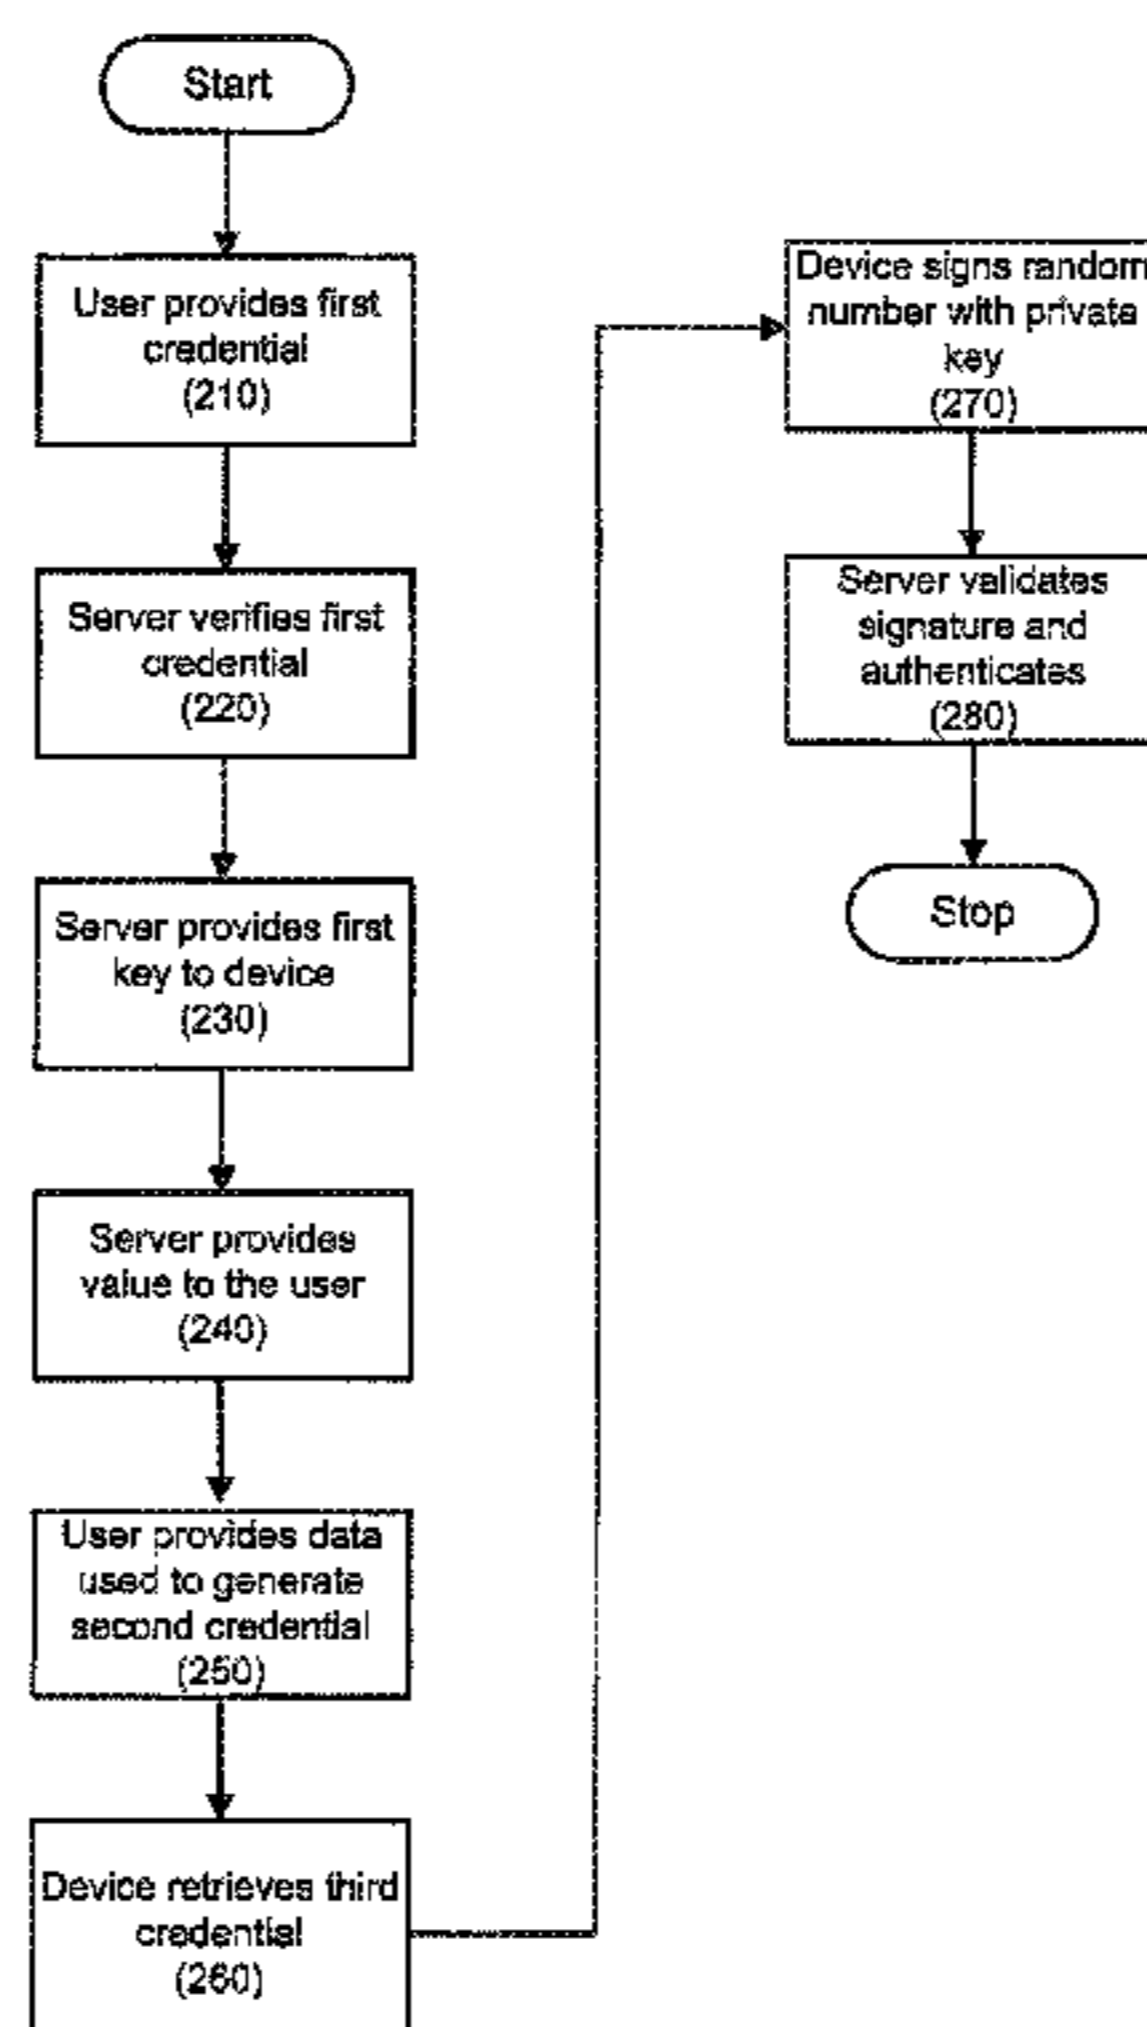 Start
User provides first
credential
(210)
Server verifies first
credential
(220)
Server provides first
key to device
(230)
Server provides
value to the user
(240)
User provides data
used to generate
second credential
(250)
Device retrieves third
credential
(260)
Device signs random
number with private
key
(270)
Server validates
signature and
authenticates
(280)
Stop